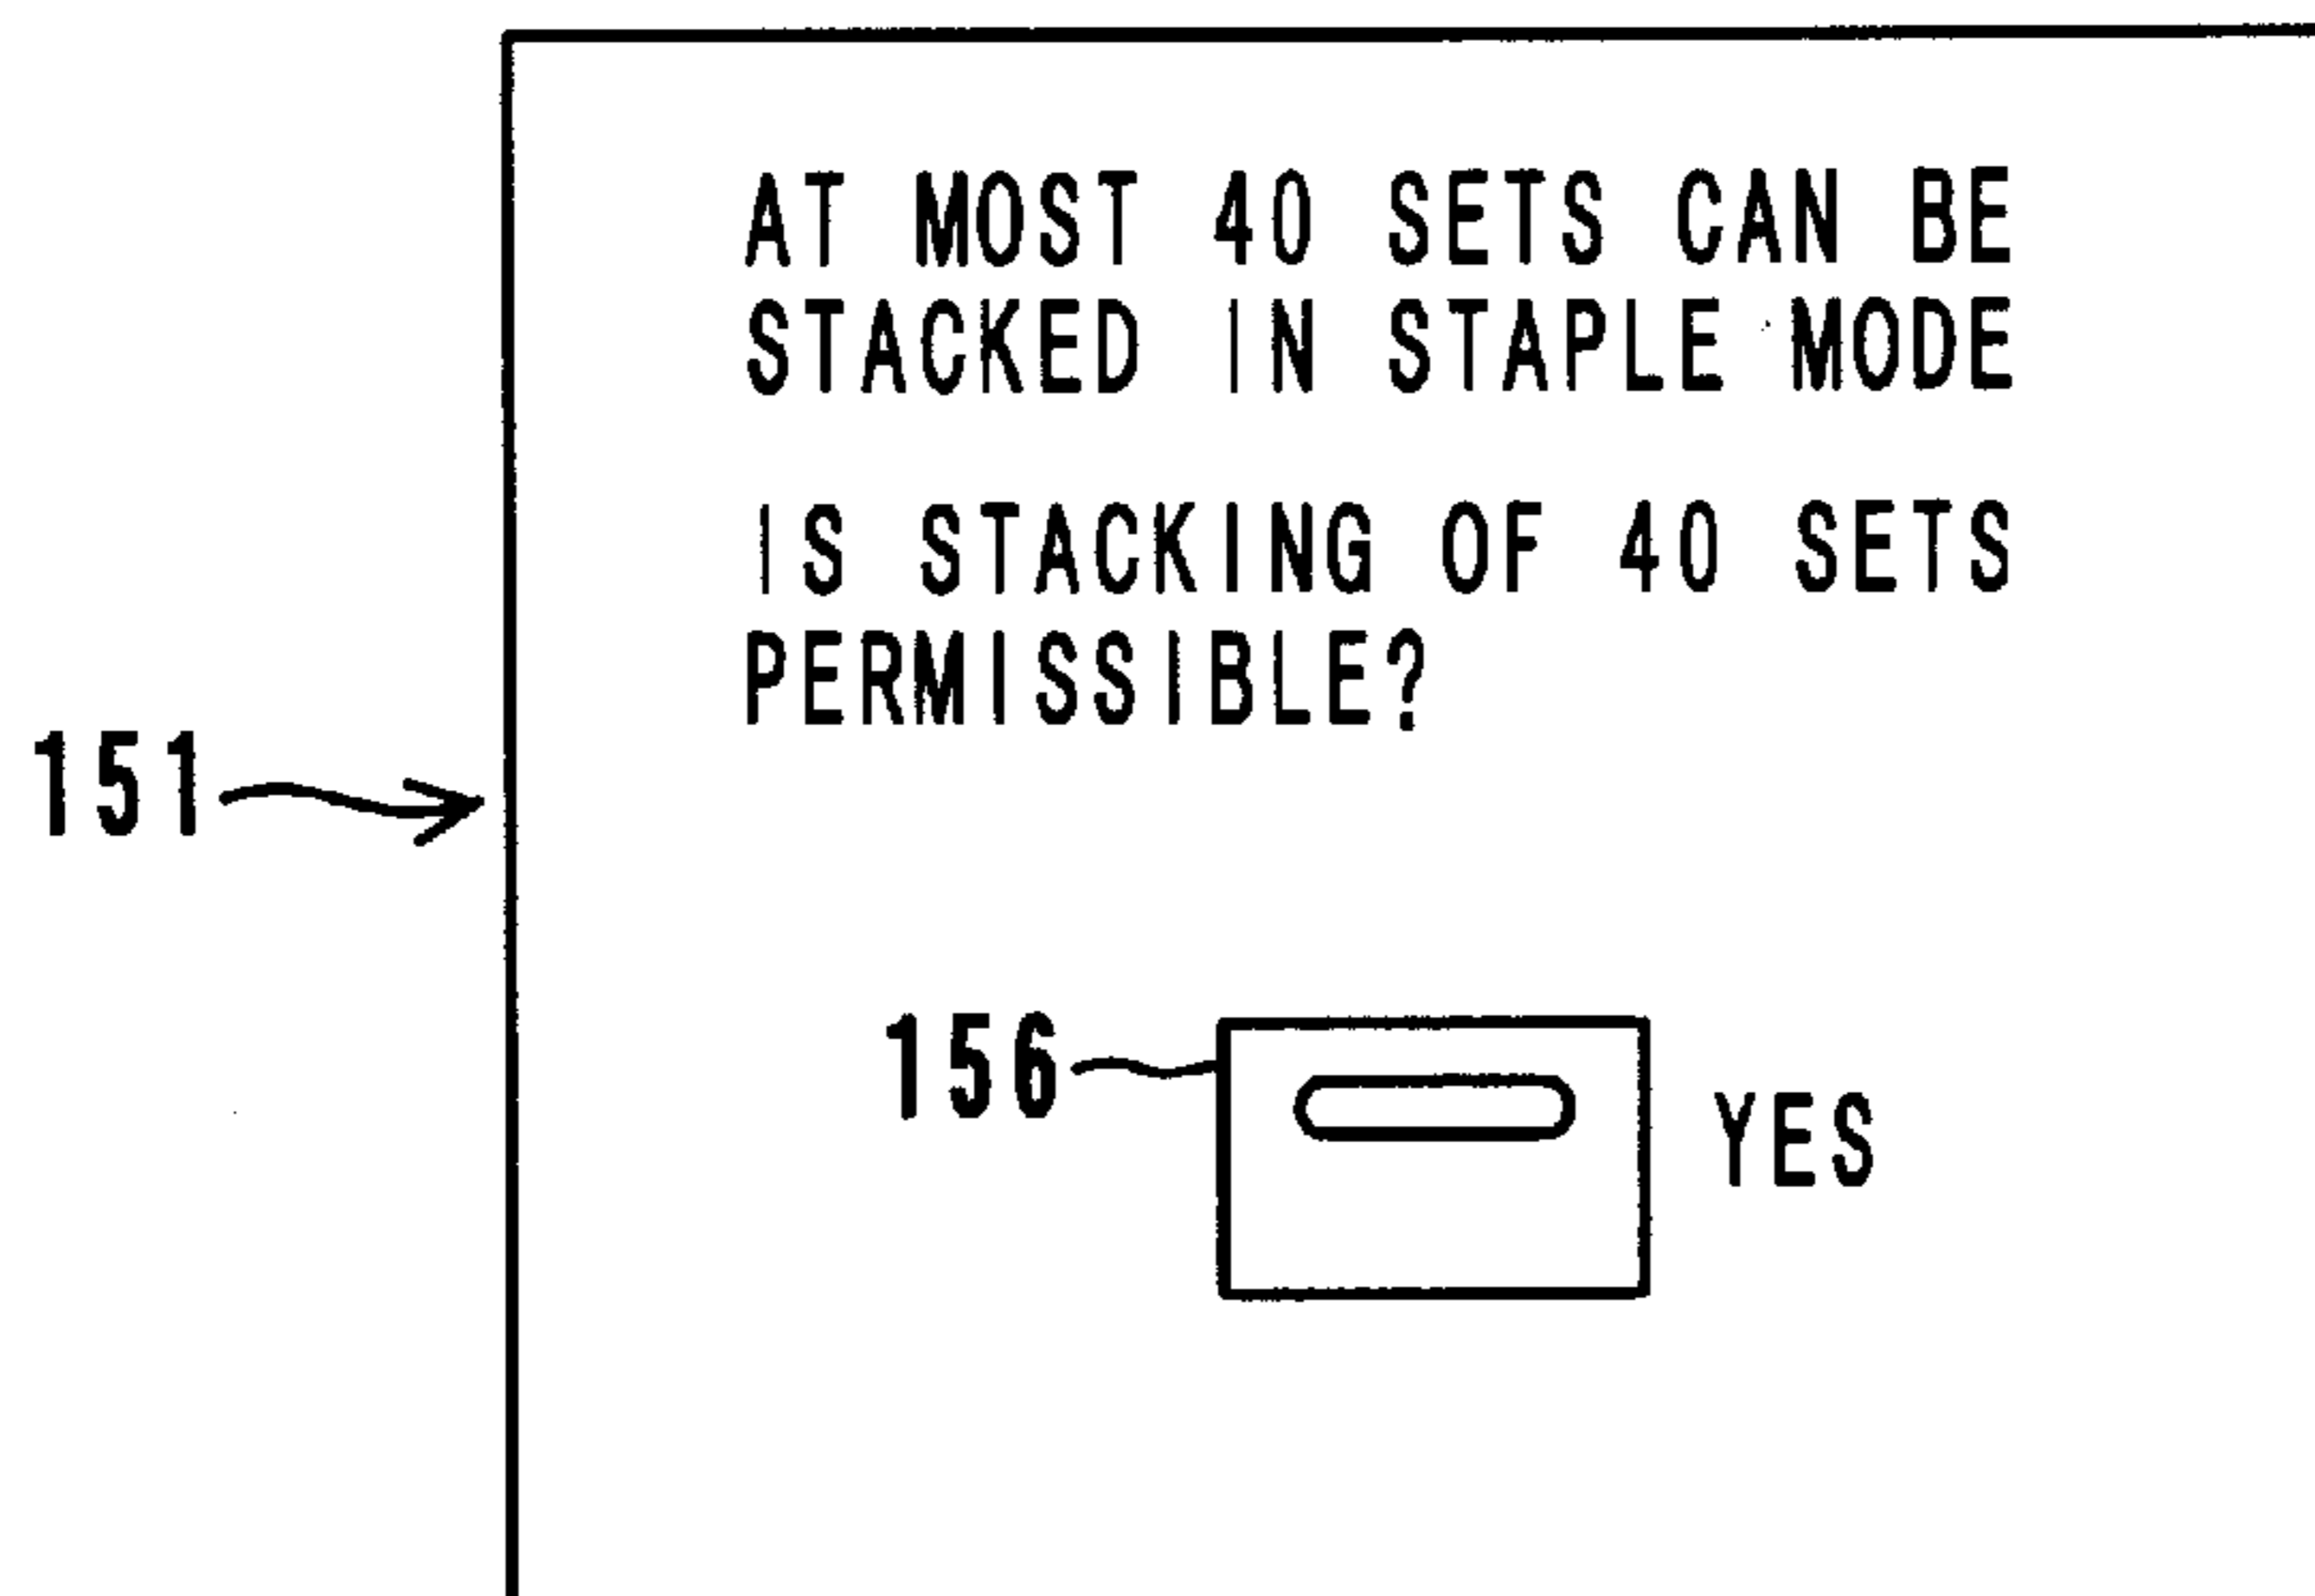 AT MOST 40 SETS CAN BE
STACKED IN STAPLE MODE
IS STACKING OF 40 SETS
PERMISSIBLE?
151
156
YES